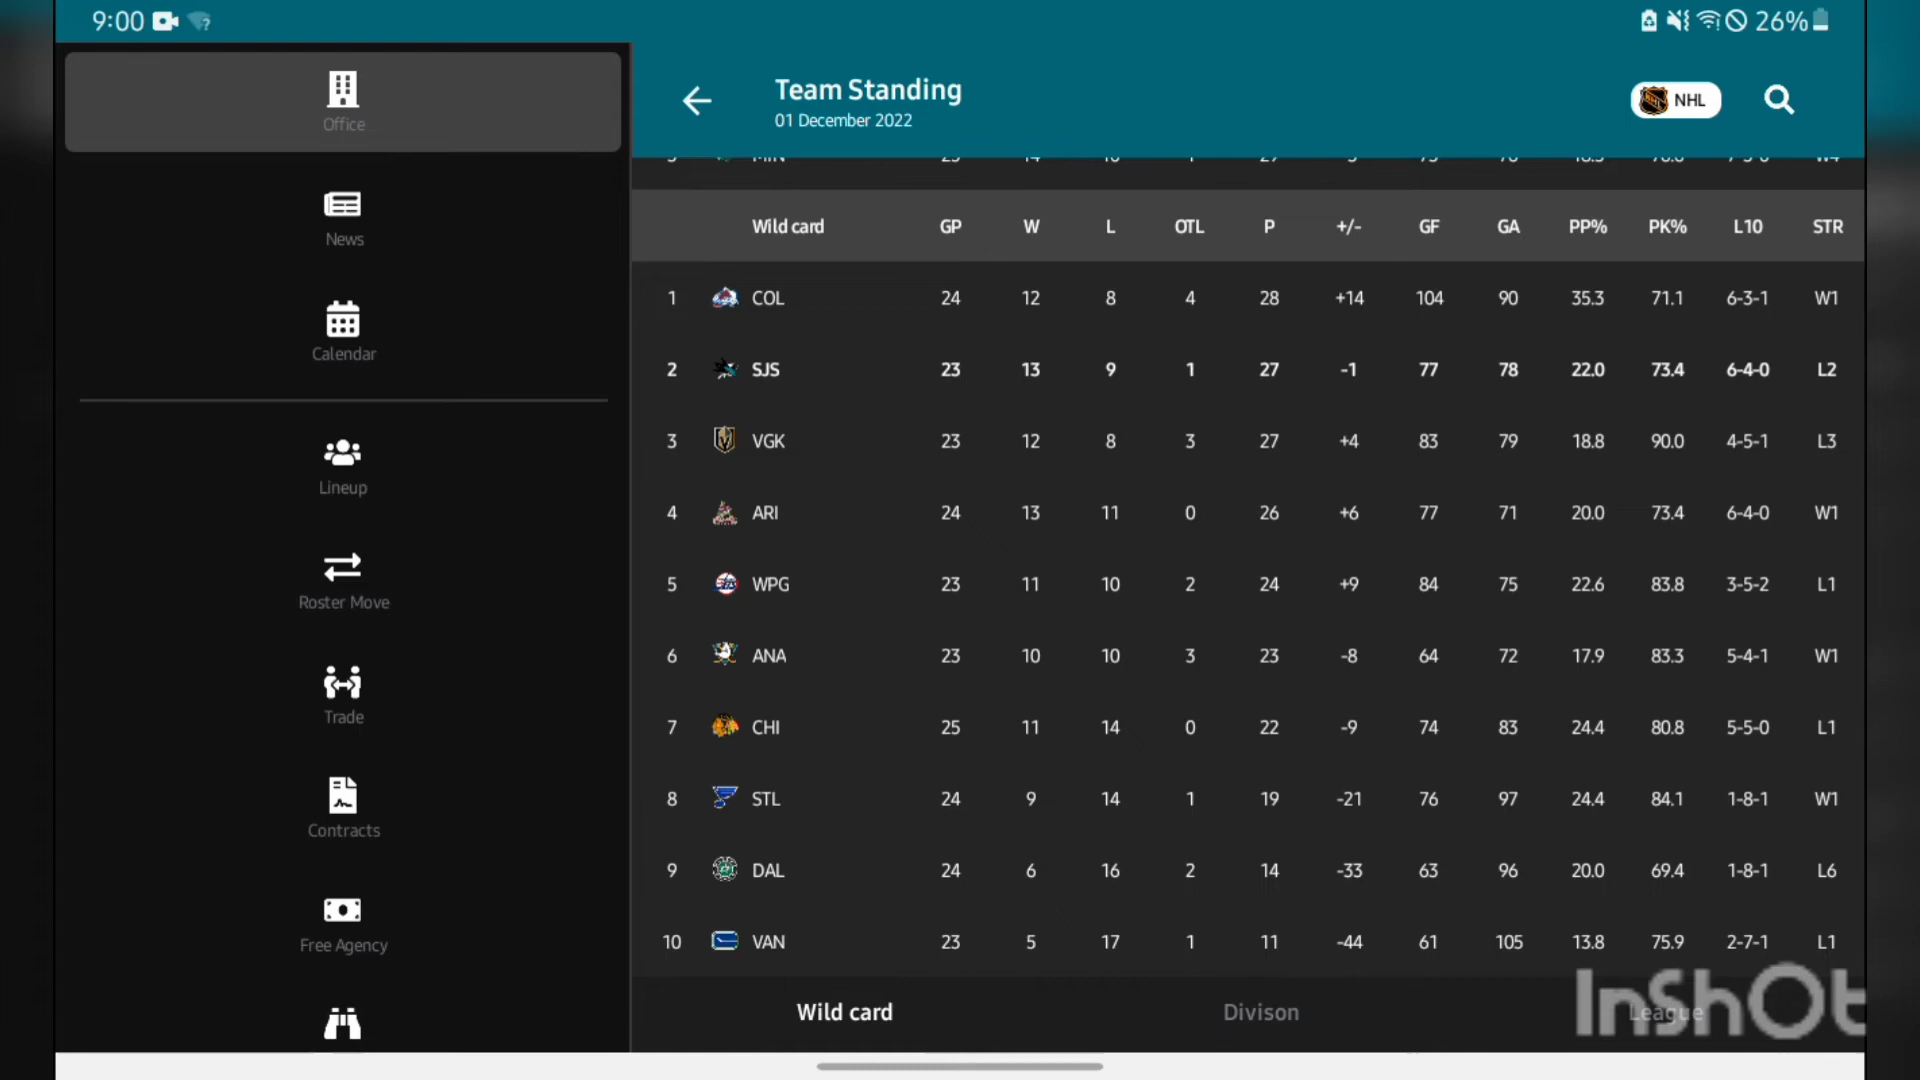 9:00
26%
Office
News
Calendar
Lineup
Roster Move
Trade
Contracts
Free Agency
Team Standing
01 December 2022
NHL
Wild card GP W L OTL P +/- GF GA PP% PK% L10 STR
1 COL 24 12 8 4 28 +14 104 90 35.3 71.1 6-3-1 W1
2 SJS 23 13 9 1 27 -1 77 78 22.0 73.4 6-4-0 L2
3 VGK 23 12 8 3 27 +4 83 79 18.8 90.0 4-5-1 L3
4 ARI 24 13 11 0 26 +6 77 71 20.0 73.4 6-4-0 W1
5 WPG 23 11 10 2 24 +9 84 75 22.6 83.8 3-5-2 L1
6 ANA 23 10 10 3 23 -8 64 72 17.9 83.3 5-4-1 W1
7 CHI 25 11 14 0 22 -9 74 83 24.4 80.8 5-5-0 L1
8 STL 24 9 14 1 19 -21 76 97 24.4 84.1 1-8-1 W1
9 DAL 24 6 16 2 14 -33 63 96 20.0 69.4 1-8-1 L6
10 VAN 23 5 17 1 11 -44 61 105 13.8 75.9 2-7-1 L1
Wild card Divison League
InShOt